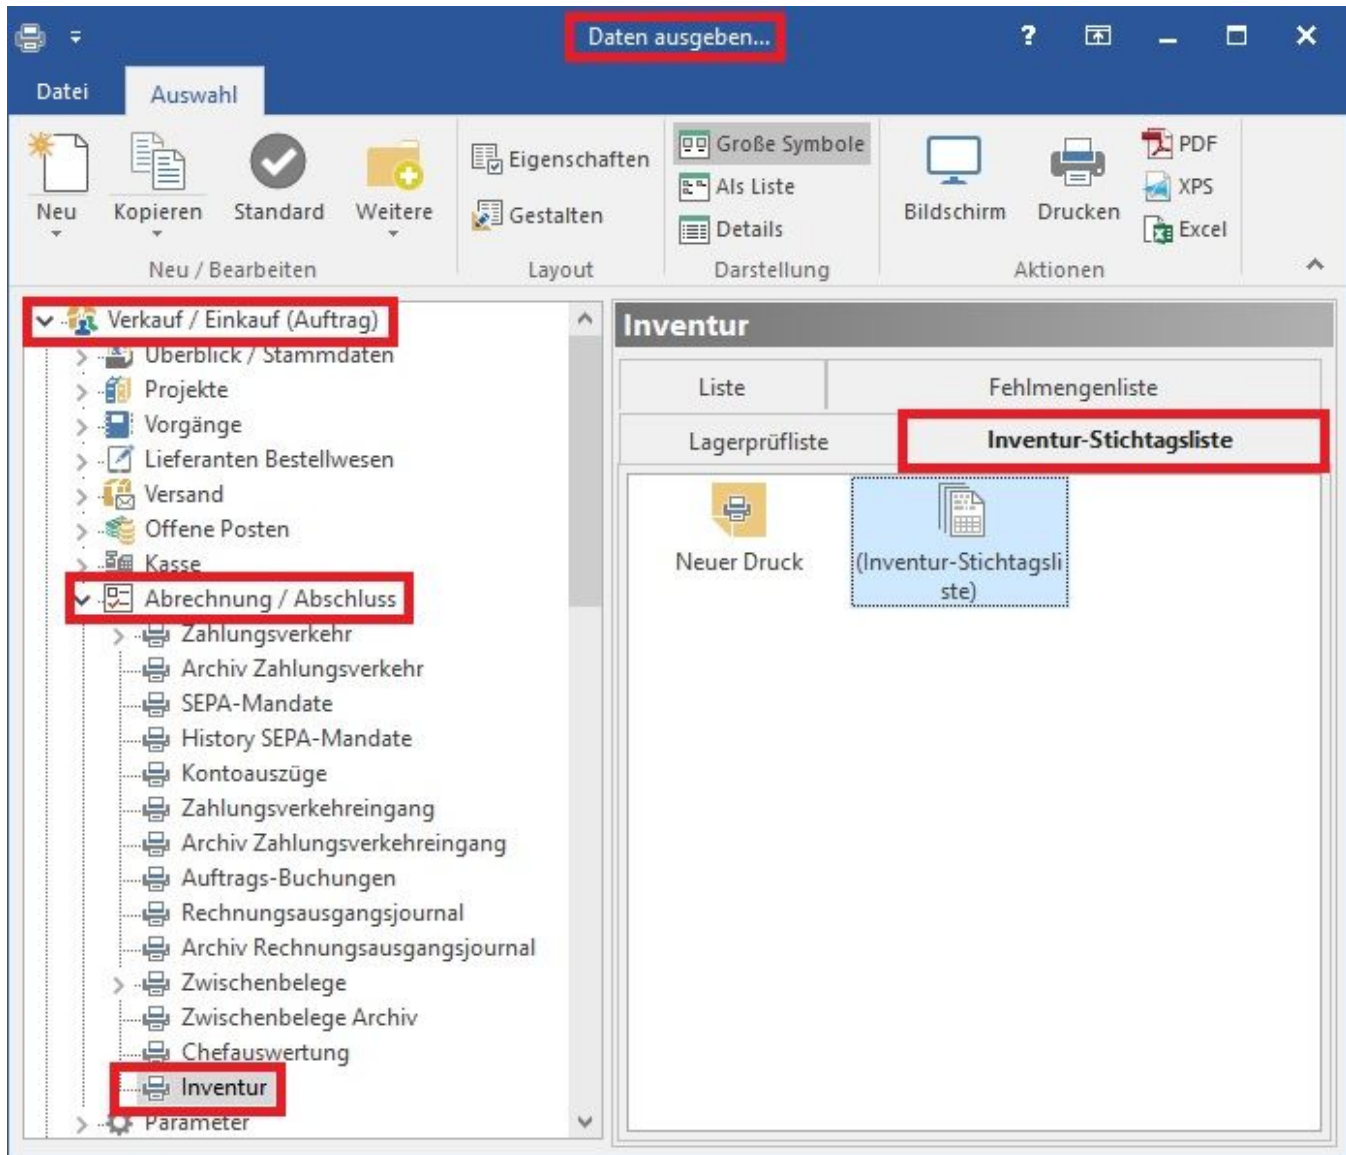 Daten ausgeben...
?
Datei
Auswahl
Neu
Kopieren
Standard
Weitere
Neu / Bearbeiten
Eigenschaften
Gestalten
Layout
Große Symbole
Als Liste
Details
Darstellung
Bildschirm
Drucken
PDF
XPS
Excel
Aktionen
Verkauf / Einkauf (Auftrag)
Überblick / Stammdaten
Projekte
Vorgänge
Lieferanten Bestellwesen
Versand
Offene Posten
Kasse
Abrechnung / Abschluss
Zahlungsverkehr
Archiv Zahlungsverkehr
SEPA-Mandate
History SEPA-Mandate
Kontoauszüge
Zahlungsverkehreingang
Archiv Zahlungsverkehreingang
Auftrags-Buchungen
Rechnungsausgangsjournal
Archiv Rechnungsausgangsjournal
Zwischenbelege
Zwischenbelege Archiv
Chefauswertung
Inventur
Parameter
Inventur
Liste
Fehlmengenliste
Lagerprüfliste
Inventur-Stichtagsliste
Neuer Druck
(Inventur-Stichtagsli
ste)